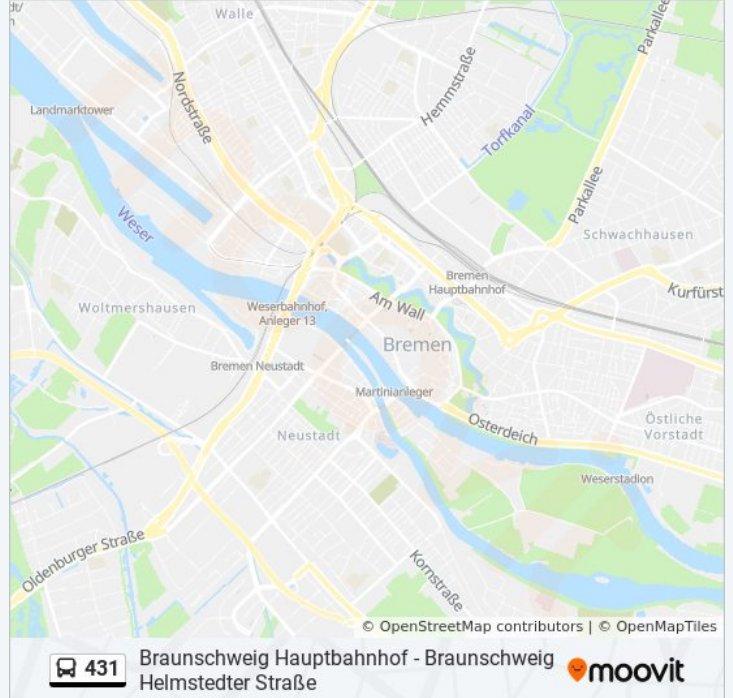 dt/
Walle
Parkallee
Nordstraße
Hemmstraße
Landmarktower
Torfkanal
Parkallee
Weser
Schwachhausen
Bremen
Hauptbahnhof
Kurfürst
Woltmershausen
Weserbahnhof,
Anleger 13
Am Wall
Bremen
Bremen Neustadt
Martinianleger
Neustadt
Osterdeich
Östliche
Vorstadt
Weserstadion
Oldenburger Straße
Kornstraße
© OpenStreetMap contributors | © OpenMapTiles
431
Braunschweig Hauptbahnhof - Braunschweig
Helmstedter Straße
moovit